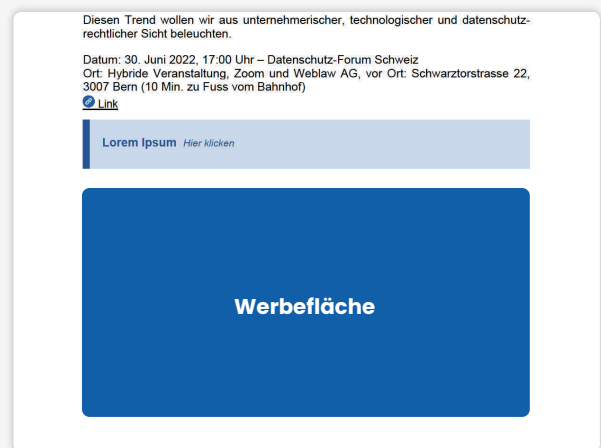 Diesen Trend wollen wir aus unternehmerischer, technologischer und datenschutz-
rechtlicher Sicht beleuchten.
Datum: 30. Juni 2022, 17:00 Uhr – Datenschutz-Forum Schweiz
Ort: Hybride Veranstaltung, Zoom und Weblaw AG, vor Ort: Schwarztorstrasse 22,
3007 Bern (10 Min. zu Fuss vom Bahnhof)
Link
Lorem Ipsum Hier klicken
Werbefläche